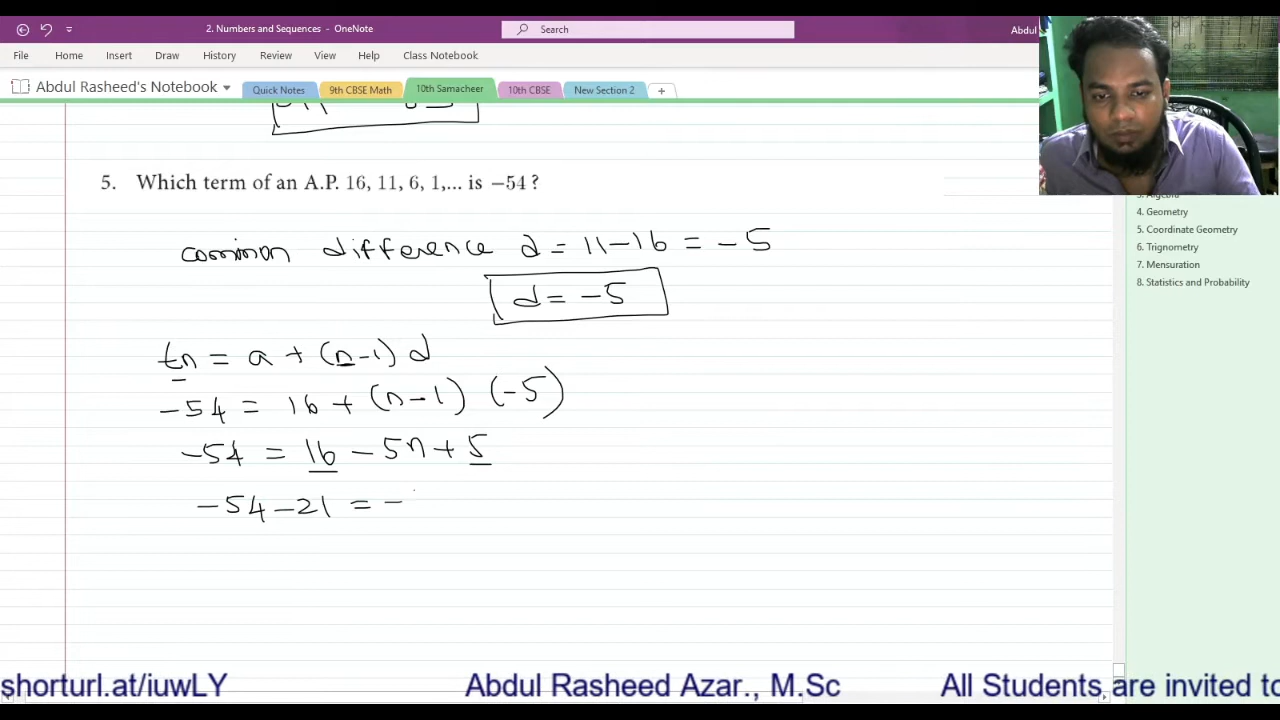 2. Numbers and Sequences - OneNote
Search
Abdul
File Home Insert Draw History Review View Help Class Notebook
Abdul Rasheed's Notebook
Quick Notes 9th CBSE Math 10th Samacheer 10th CBSE New Section 2
5. Which term of an A.P. 16, 11, 6, 1,... is −54 ?
common difference d = 11-16 = -5
d = -5
tn = a + (n-1) d
-54 = 16 + (n-1) (-5)
-54 = 16 - 5n + 5
-54-21 = -
3. Algebra
4. Geometry
5. Coordinate Geometry
6. Trignometry
7. Mensuration
8. Statistics and Probability
shorturl.at/iuwLY Abdul Rasheed Azar., M.Sc All Students are invited to